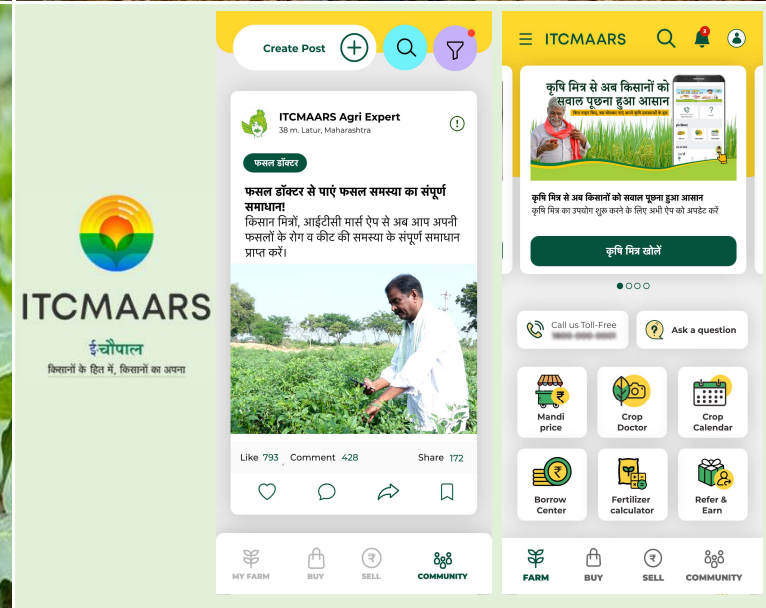 ITCMAARS
ई-चौपाल
किसानों के हित में, किसानों का अपना
Create Post
ITCMAARS Agri Expert
38 m. Latur, Maharashtra
फसल डॉक्टर
फसल डॉक्टर से पाएं फसल समस्या का संपूर्ण
समाधान!
किसान मित्रों, आईटीसी मार्स ऐप से अब आप अपनी
फसलों के रोग व कीट की समस्या के संपूर्ण समाधान
प्राप्त करें।
Like 793 Comment 428 Share 172
MY FARM BUY SELL COMMUNITY
ITCMAARS
कृषि मित्र से अब किसानों को
सवाल पूछना हुआ आसान
कृषि मित्र से अब किसानों को सवाल पूछना हुआ आसान
कृषि मित्र का उपयोग शुरू करने के लिए अभी ऐप को अपडेट करें
कृषि मित्र खोलें
Call us Toll-Free
Ask a question
Mandi
price
Crop
Doctor
Crop
Calendar
Borrow
Center
Fertilizer
calculator
Refer &
Earn
FARM BUY SELL COMMUNITY